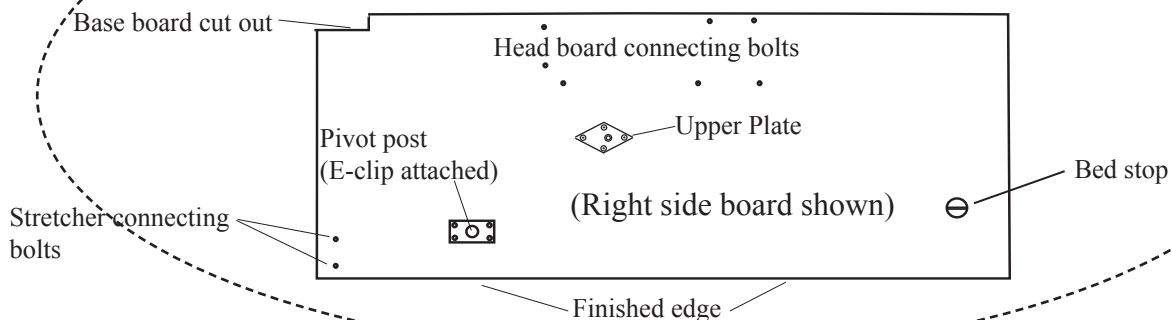 Base board cut out
Head board connecting bolts
Upper Plate
Pivot post
(E-clip attached)
Bed stop
(Right side board shown)
Stretcher connecting
bolts
Finished edge